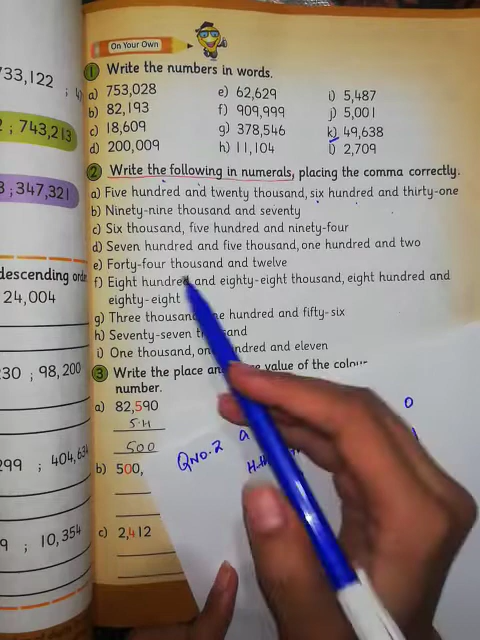 733,122 ; 4
On Your Own
1 Write the numbers in words.
a) 753,028 e) 62,629 i) 5,487
b) 82,193 f) 909,999 j) 5,001
2 ; 743,213
c) 18,609 g) 378,546 k) 49,638
d) 200,009 h) 11,104 l) 2,709
2 Write the following in numerals, placing the comma correctly.
3 ; 347,321
a) Five hundred and twenty thousand, six hundred and thirty-one
b) Ninety-nine thousand and seventy
c) Six thousand, five hundred and ninety-four
d) Seven hundred and five thousand, one hundred and two
e) Forty-four thousand and twelve
descending orde
f) Eight hundred and eighty-eight thousand, eight hundred and
24,004
eighty-eight
g) Three thousand, one hundred and fifty-six
h) Seventy-seven thousand
i) One thousand, one hundred and eleven
230 ; 98,200
3 Write the place and value of the colour
number.
a) 82,590
5.H
500
299 ; 404,634
b) 500,
Q NO.2 a
H.th
0
9 ; 10,354
c) 2,412